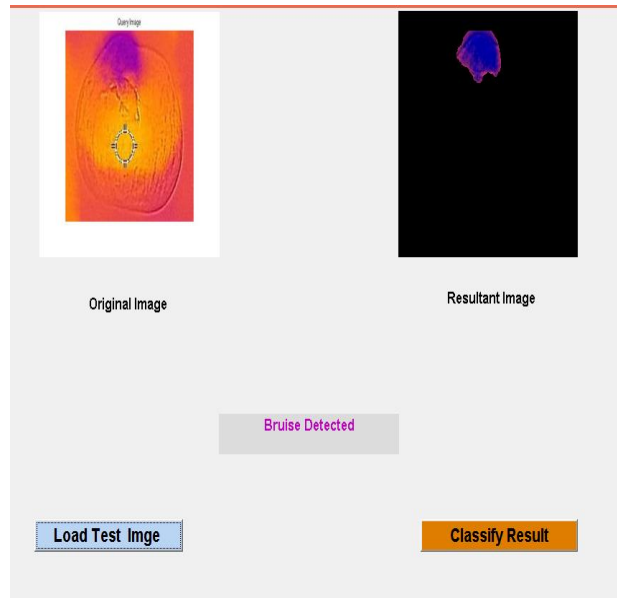 Query Image
Original Image
Resultant Image
Bruise Detected
Load Test Imge
Classify Result